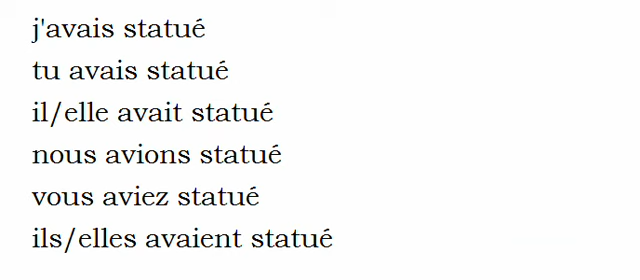 j'avais statué
tu avais statué
il/elle avait statué
nous avions statué
vous aviez statué
ils/elles avaient statué